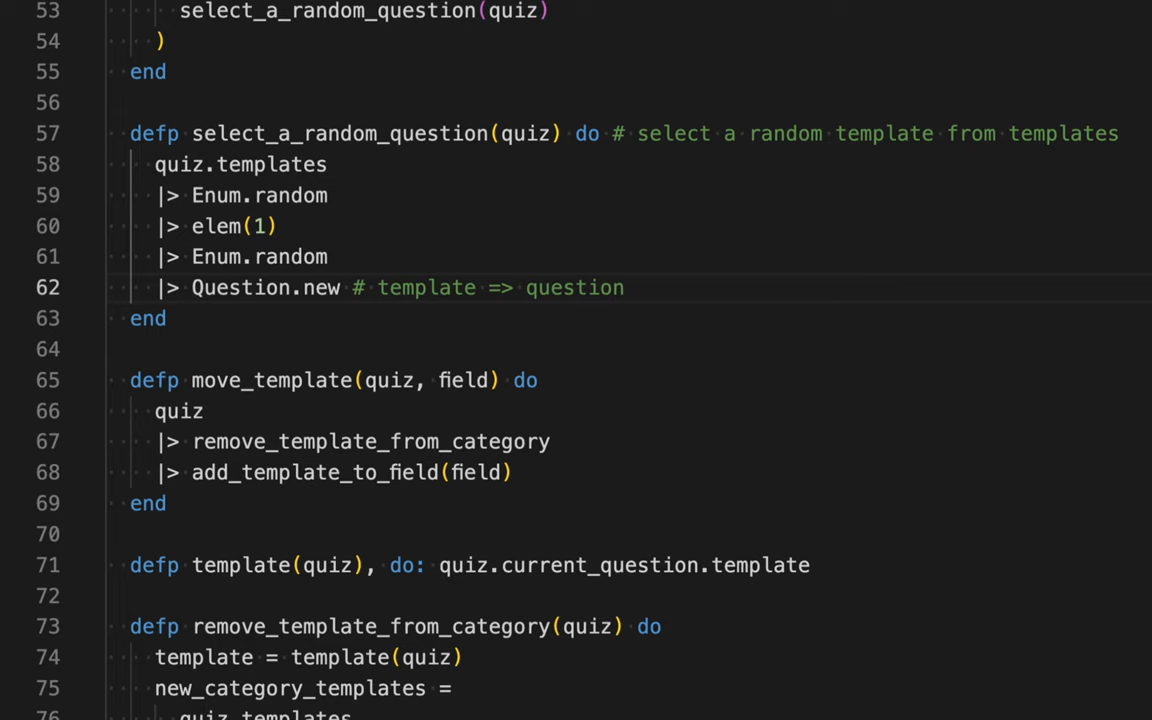 53 select_a_random_question(quiz)
54 )
55 end
56
57 defp select_a_random_question(quiz) do # select a random template from templates
58 quiz.templates
59 |> Enum.random
60 |> elem(1)
61 |> Enum.random
62 |> Question.new # template => question
63 end
64
65 defp move_template(quiz, field) do
66 quiz
67 |> remove_template_from_category
68 |> add_template_to_field(field)
69 end
70
71 defp template(quiz), do: quiz.current_question.template
72
73 defp remove_template_from_category(quiz) do
74 template = template(quiz)
75 new_category_templates =
76 quiz.templates